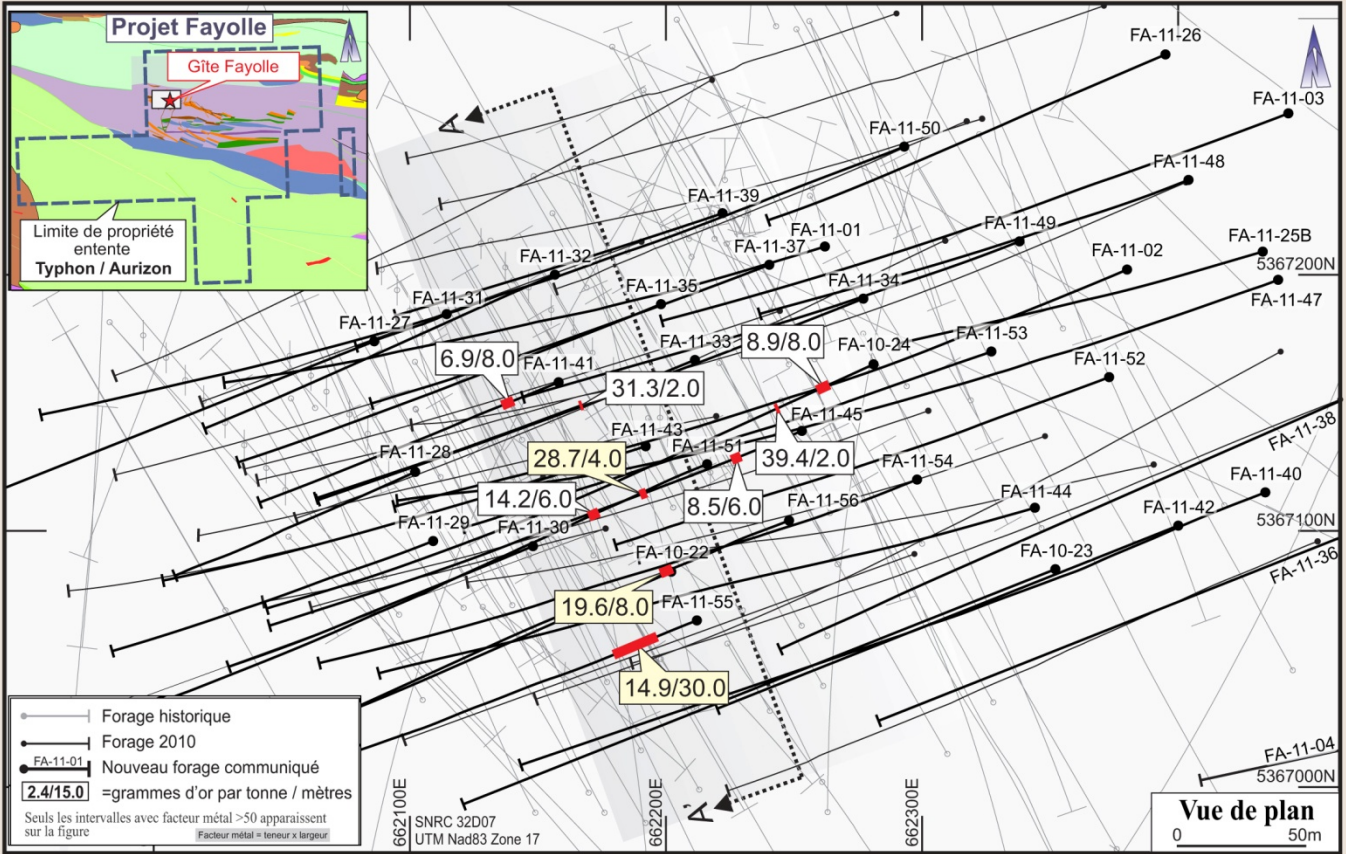 Projet Fayolle
Gîte Fayolle
Limite de propriété
entente
Typhon / Aurizon
N
N
A
A'
FA-11-26
FA-11-03
FA-11-50
FA-11-48
FA-11-39
FA-11-49
FA-11-01
FA-11-37
FA-11-25B
FA-11-02
5367200N
FA-11-32
FA-11-34
FA-11-47
FA-11-35
FA-11-31
FA-11-27
FA-11-53
8.9/8.0
FA-10-24
FA-11-33
6.9/8.0
FA-11-41
FA-11-52
31.3/2.0
FA-11-45
FA-11-38
FA-11-43
FA-11-51
FA-11-28
28.7/4.0
39.4/2.0
FA-11-54
FA-11-40
14.2/6.0
8.5/6.0
FA-11-56
FA-11-44
FA-11-42
5367100N
FA-11-29
FA-11-30
FA-10-22
FA-10-23
FA-11-36
19.6/8.0
FA-11-55
14.9/30.0
FA-11-04
5367000N
Forage historique
Forage 2010
FA-11-01
Nouveau forage communiqué
2.4/15.0 =grammes d'or par tonne / mètres
Seuls les intervalles avec facteur métal >50 apparaissent
sur la figure
Facteur métal = teneur x largeur
662100E
662200E
662300E
SNRC 32D07
UTM Nad83 Zone 17
Vue de plan
0 50m